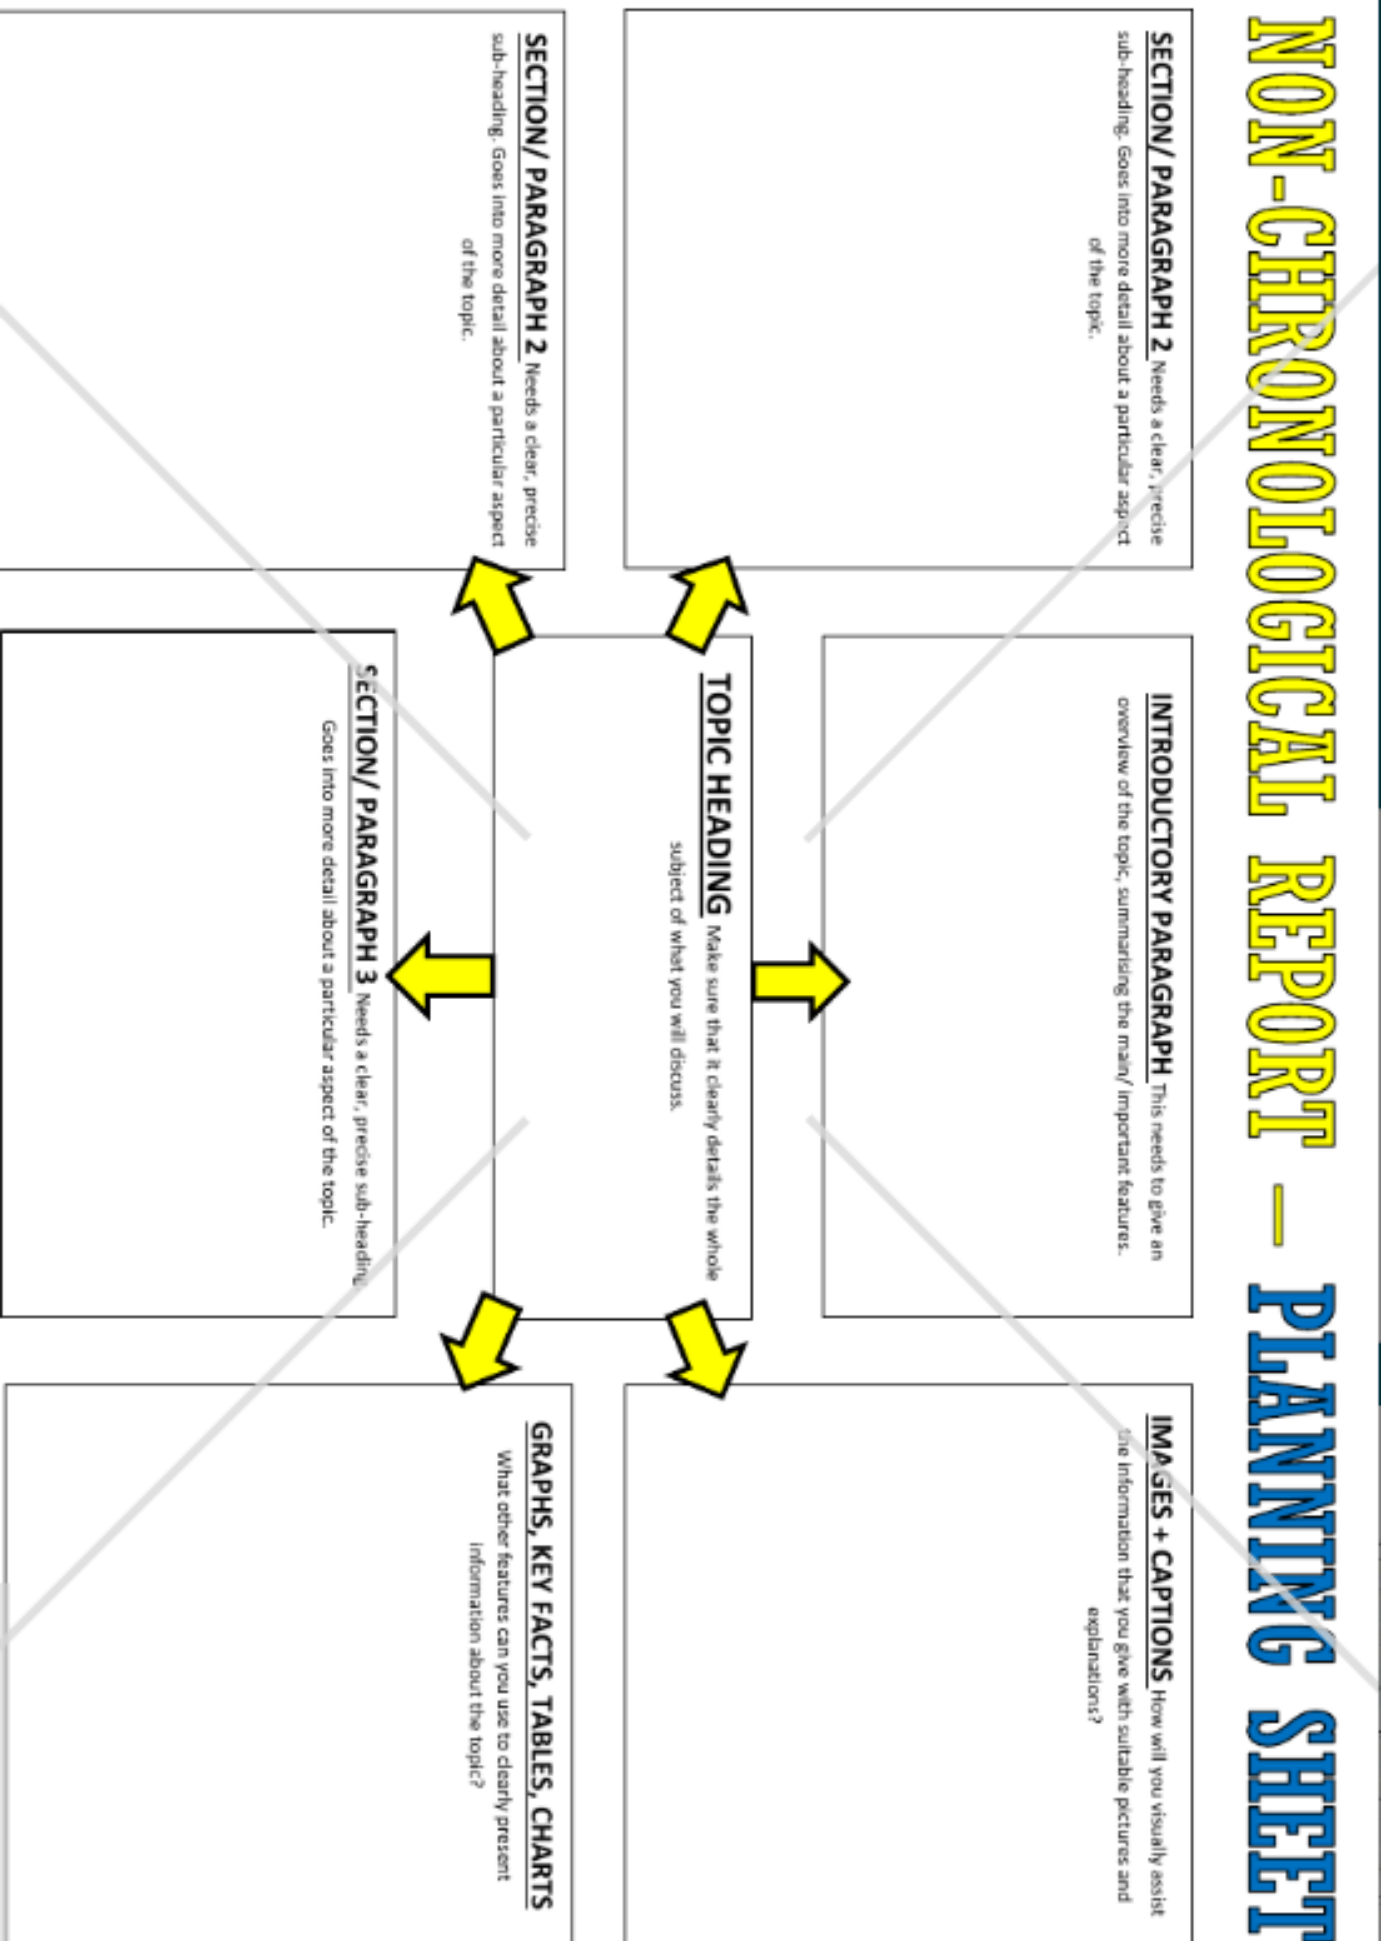 NON-CHRONOLOGICAL REPORT – PLANNING SHEET
SECTION/ PARAGRAPH 2 Needs a clear, precise
sub-heading. Goes into more detail about a particular aspect
of the topic.
INTRODUCTORY PARAGRAPH This needs to give an
overview of the topic, summarising the main/ important features.
IMAGES + CAPTIONS How will you visually assist
the information that you give with suitable pictures and
explanations?
TOPIC HEADING Make sure that it clearly details the whole
subject of what you will discuss.
SECTION/ PARAGRAPH 2 Needs a clear, precise
sub-heading. Goes into more detail about a particular aspect
of the topic.
SECTION/ PARAGRAPH 3 Needs a clear, precise sub-heading
Goes into more detail about a particular aspect of the topic.
GRAPHS, KEY FACTS, TABLES, CHARTS
What other features can you use to clearly present
information about the topic?